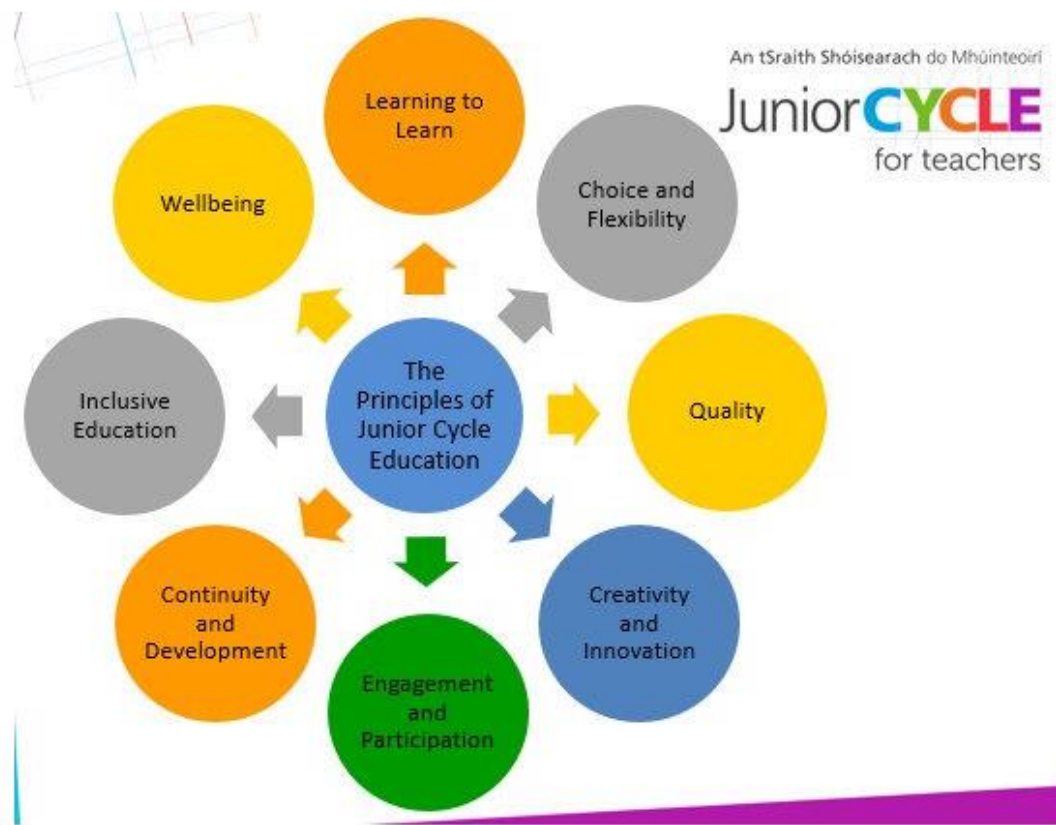 An tSraith Shóisearach do Mhúinteoirí
JuniorCYCLE
for teachers
Learning to
Learn
Choice and
Flexibility
Quality
Creativity
and
Innovation
Engagement
and
Participation
Continuity
and
Development
Inclusive
Education
Wellbeing
The
Principles of
Junior Cycle
Education